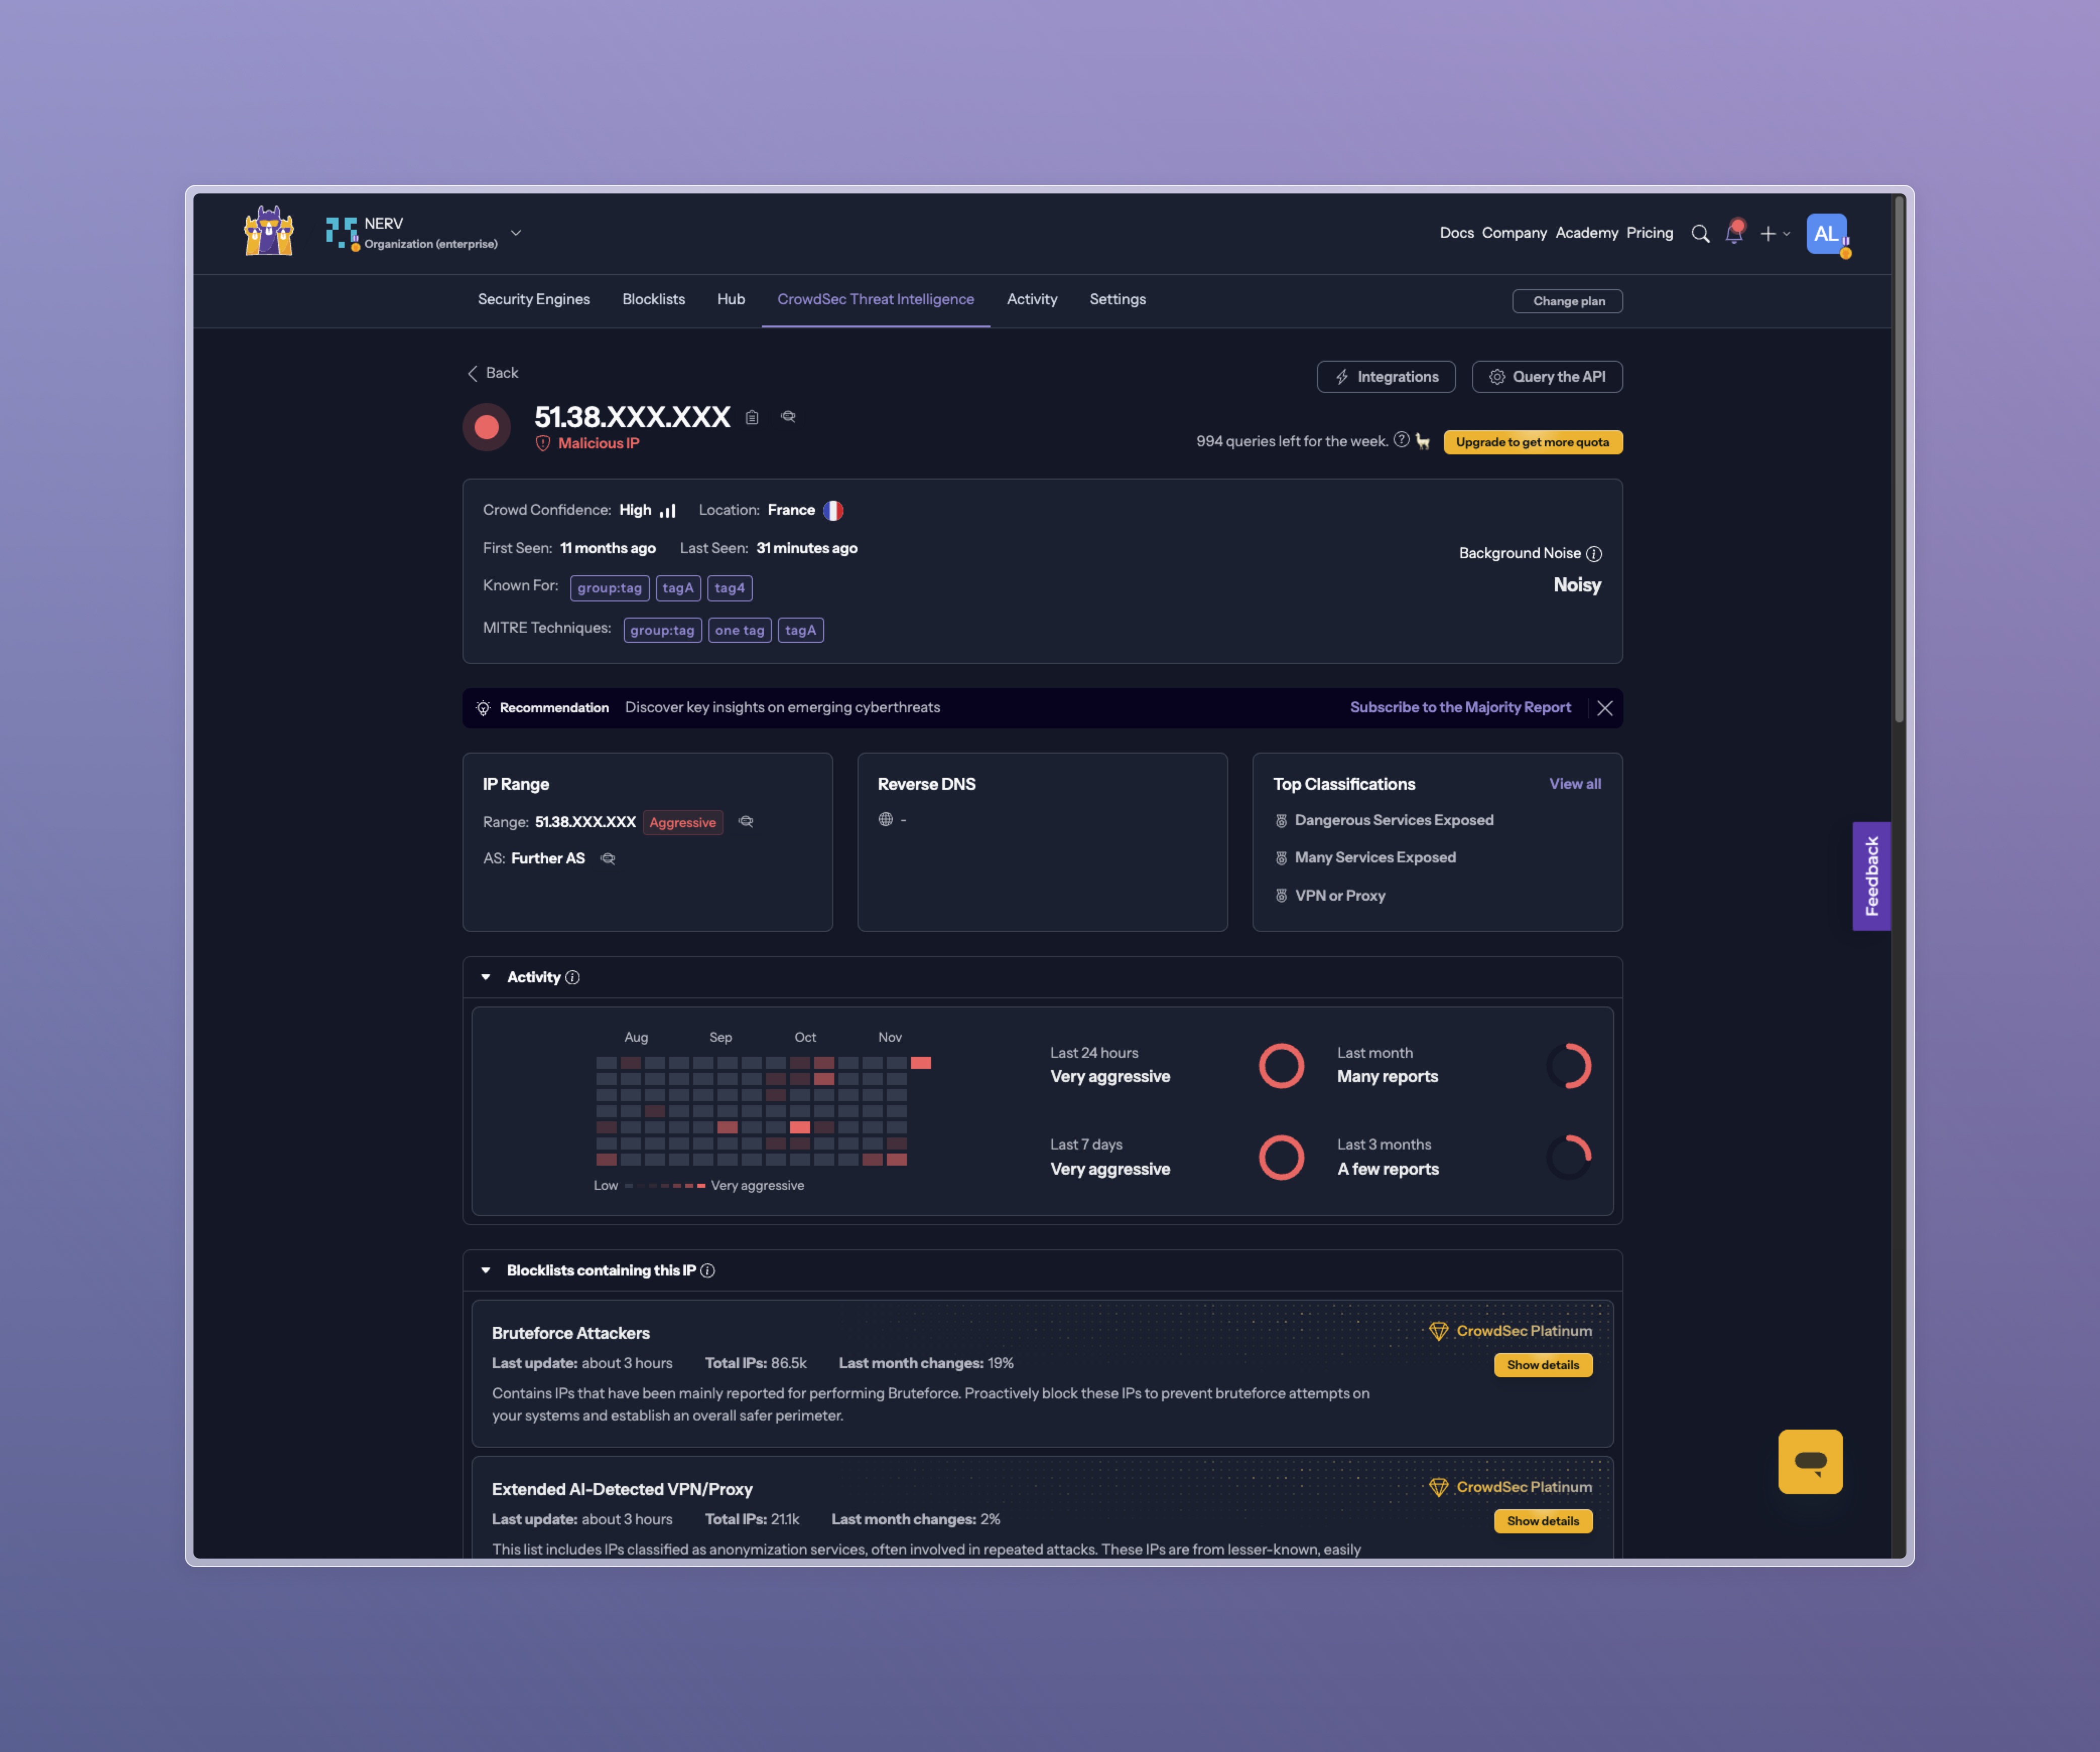 NERV
Organization (enterprise)
Docs Company Academy Pricing
AL
Security Engines Blocklists Hub CrowdSec Threat Intelligence Activity Settings
Change plan
Back
Integrations
Query the API
51.38.XXX.XXX
Malicious IP
994 queries left for the week.
Upgrade to get more quota
Crowd Confidence: High Location: France
First Seen: 11 months ago Last Seen: 31 minutes ago
Known For: group:tag tagA tag4
MITRE Techniques: group:tag one tag tagA
Background Noise
Noisy
Recommendation Discover key insights on emerging cyberthreats
Subscribe to the Majority Report
IP Range
Range: 51.38.XXX.XXX Aggressive
AS: Further AS
Reverse DNS
-
Top Classifications View all
Dangerous Services Exposed
Many Services Exposed
VPN or Proxy
Feedback
Activity
Aug Sep Oct Nov
Low Very aggressive
Last 24 hours
Very aggressive
Last month
Many reports
Last 7 days
Very aggressive
Last 3 months
A few reports
Blocklists containing this IP
Bruteforce Attackers
CrowdSec Platinum
Last update: about 3 hours Total IPs: 86.5k Last month changes: 19%
Show details
Contains IPs that have been mainly reported for performing Bruteforce. Proactively block these IPs to prevent bruteforce attempts on
your systems and establish an overall safer perimeter.
Extended AI-Detected VPN/Proxy
CrowdSec Platinum
Last update: about 3 hours Total IPs: 21.1k Last month changes: 2%
Show details
This list includes IPs classified as anonymization services, often involved in repeated attacks. These IPs are from lesser-known, easily